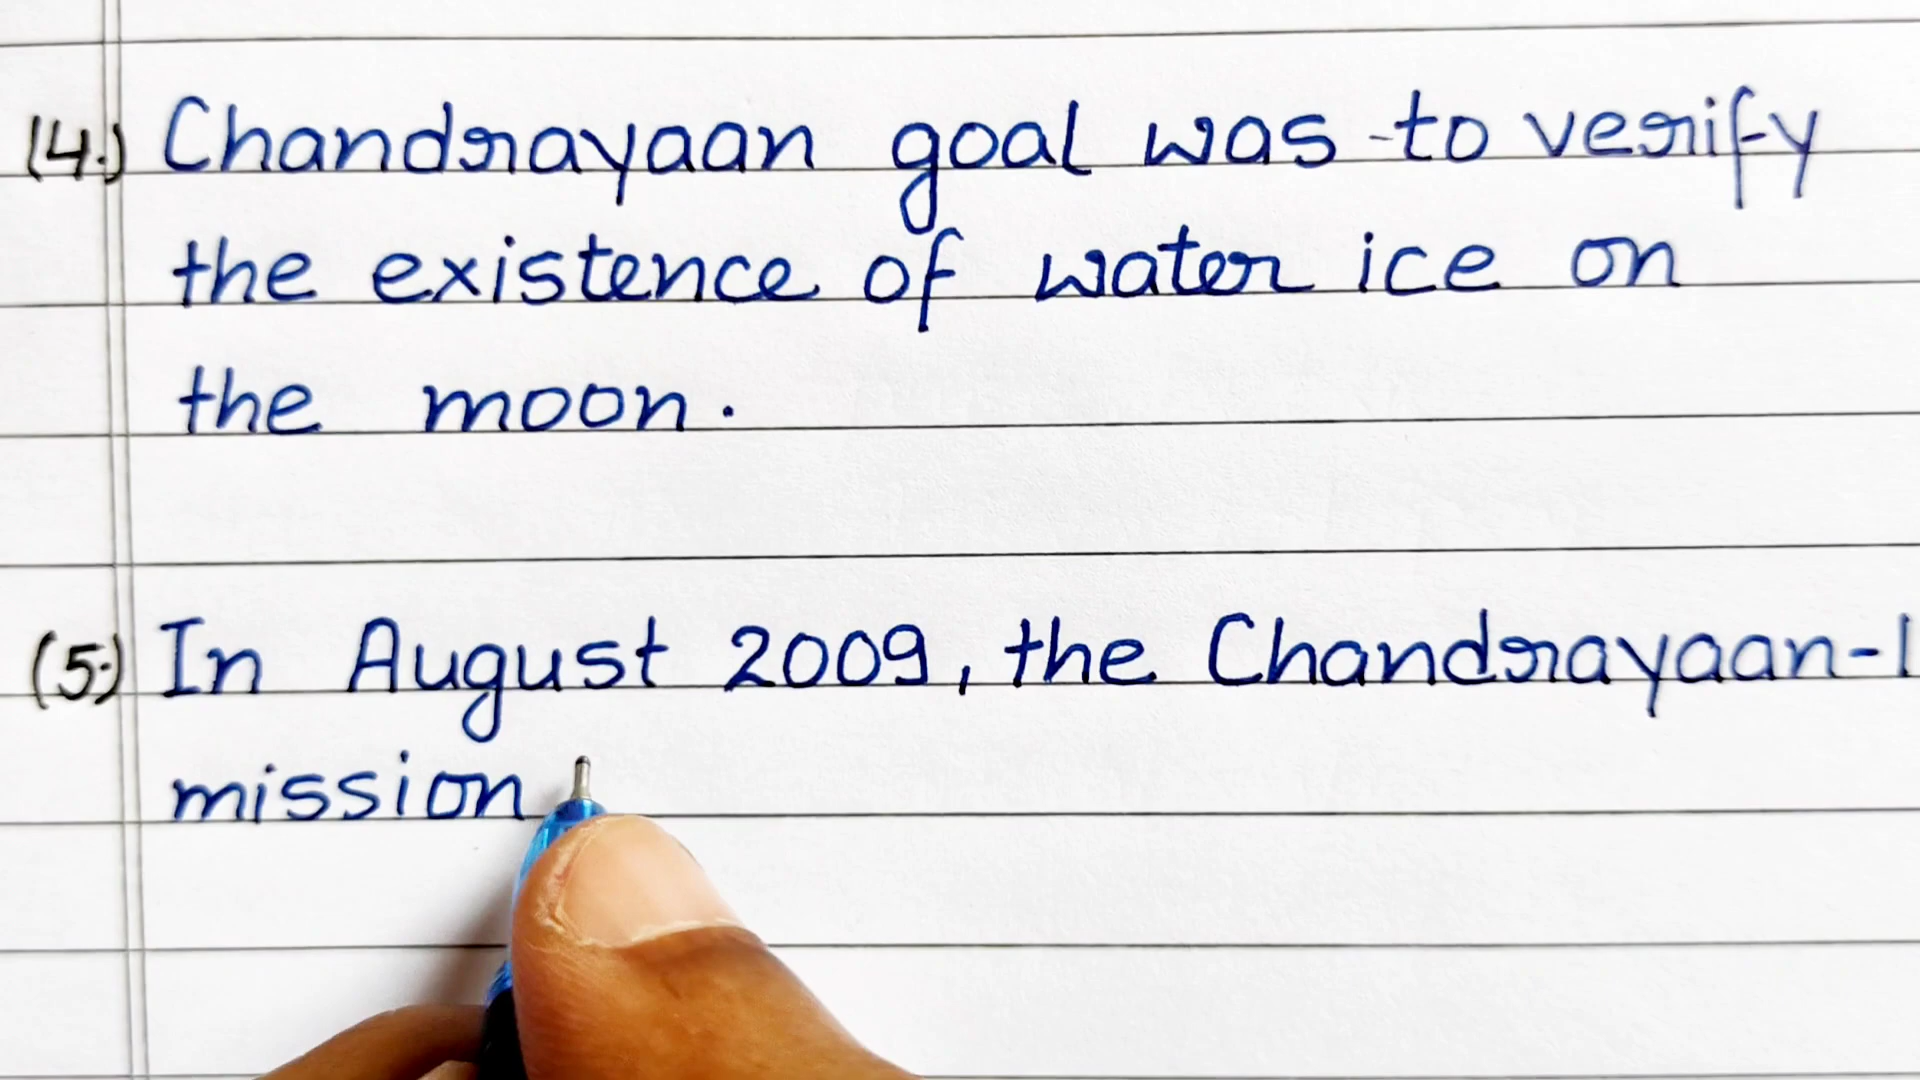 (4.) Chandrayaan goal was to verify
the existence of water ice on
the moon.
(5.) In August 2009, the Chandrayaan-1
mission